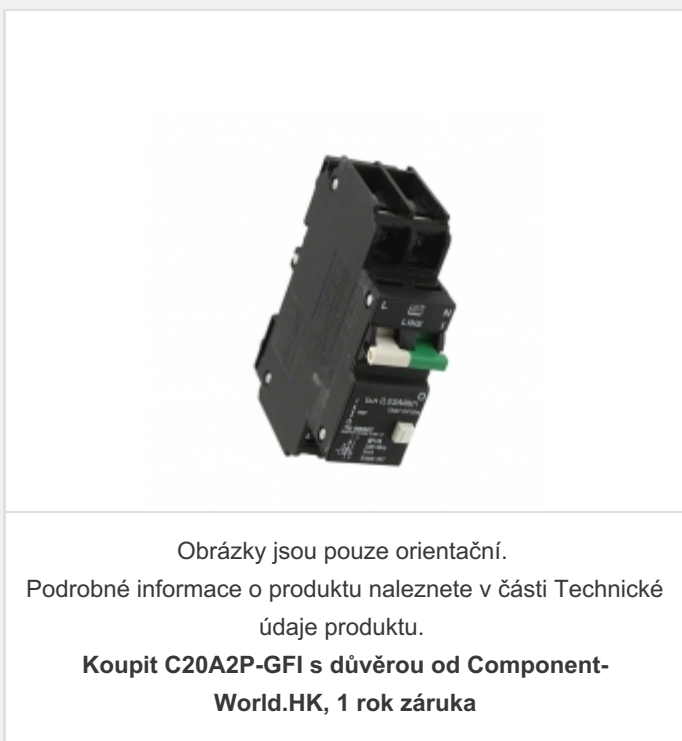 L
N
LINE
I
O
Obrázky jsou pouze orientační.
Podrobné informace o produktu naleznete v části Technické
údaje produktu.
Koupit C20A2P-GFI s důvěrou od Component-
World.HK, 1 rok záruka